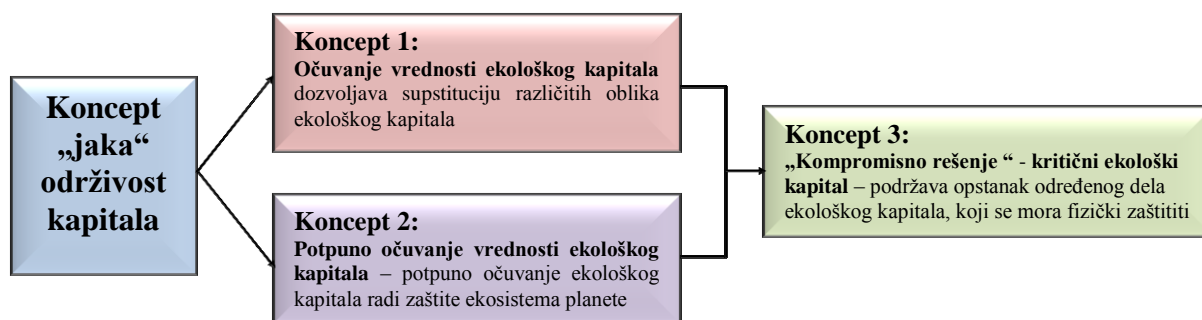 Koncept
„jaka“
održivost
kapitala
Koncept 1:
Očuvanje vrednosti ekološkog kapitala
dozvoljava supstituciju različitih oblika
ekološkog kapitala
Koncept 2:
Potpuno očuvanje vrednosti ekološkog
kapitala – potpuno očuvanje ekološkog
kapitala radi zaštite ekosistema planete
Koncept 3:
„Kompromisno rešenje “ - kritični ekološki
kapital – podržava opstanak određenog dela
ekološkog kapitala, koji se mora fizički zaštititi